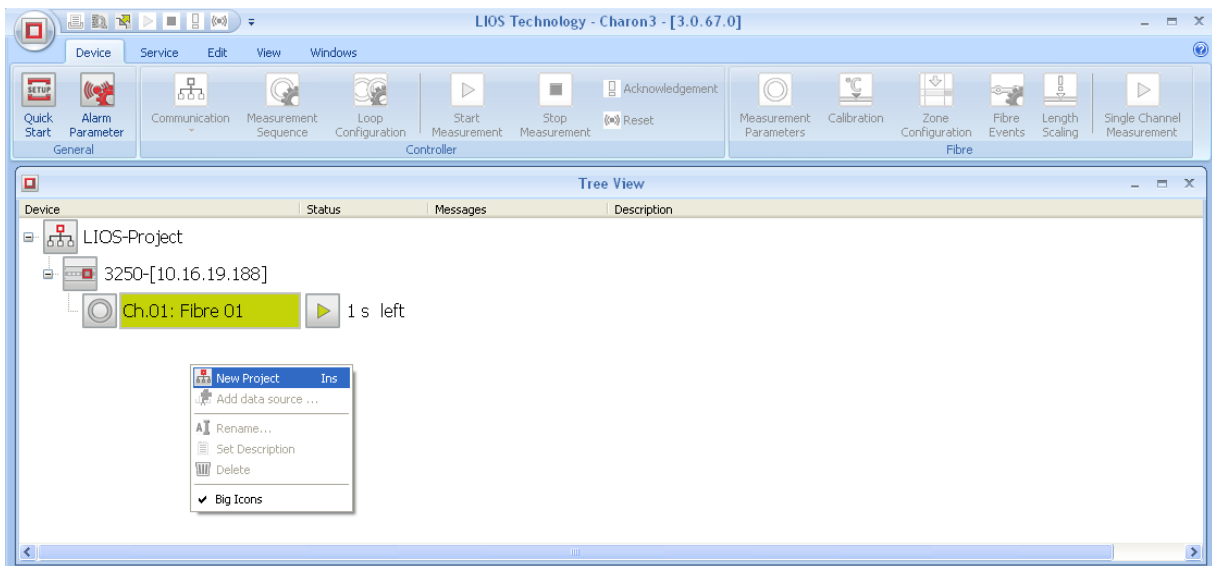 LIOS Technology - Charon3 - [3.0.67.0]
Device Service Edit View Windows
SETUP °C
Quick Start
Alarm Parameter
Communication
Measurement Sequence
Loop Configuration
Start Measurement
Stop Measurement
Acknowledgement
Reset
Measurement Parameters
Calibration
Zone Configuration
Fibre Events
Length Scaling
Single Channel Measurement
General Controller Fibre
Tree View
Device Status Messages Description
LIOS-Project
3250-[10.16.19.188]
Ch.01: Fibre 01 1 s left
New Project Ins
Add data source ...
Rename...
Set Description
Delete
Big Icons